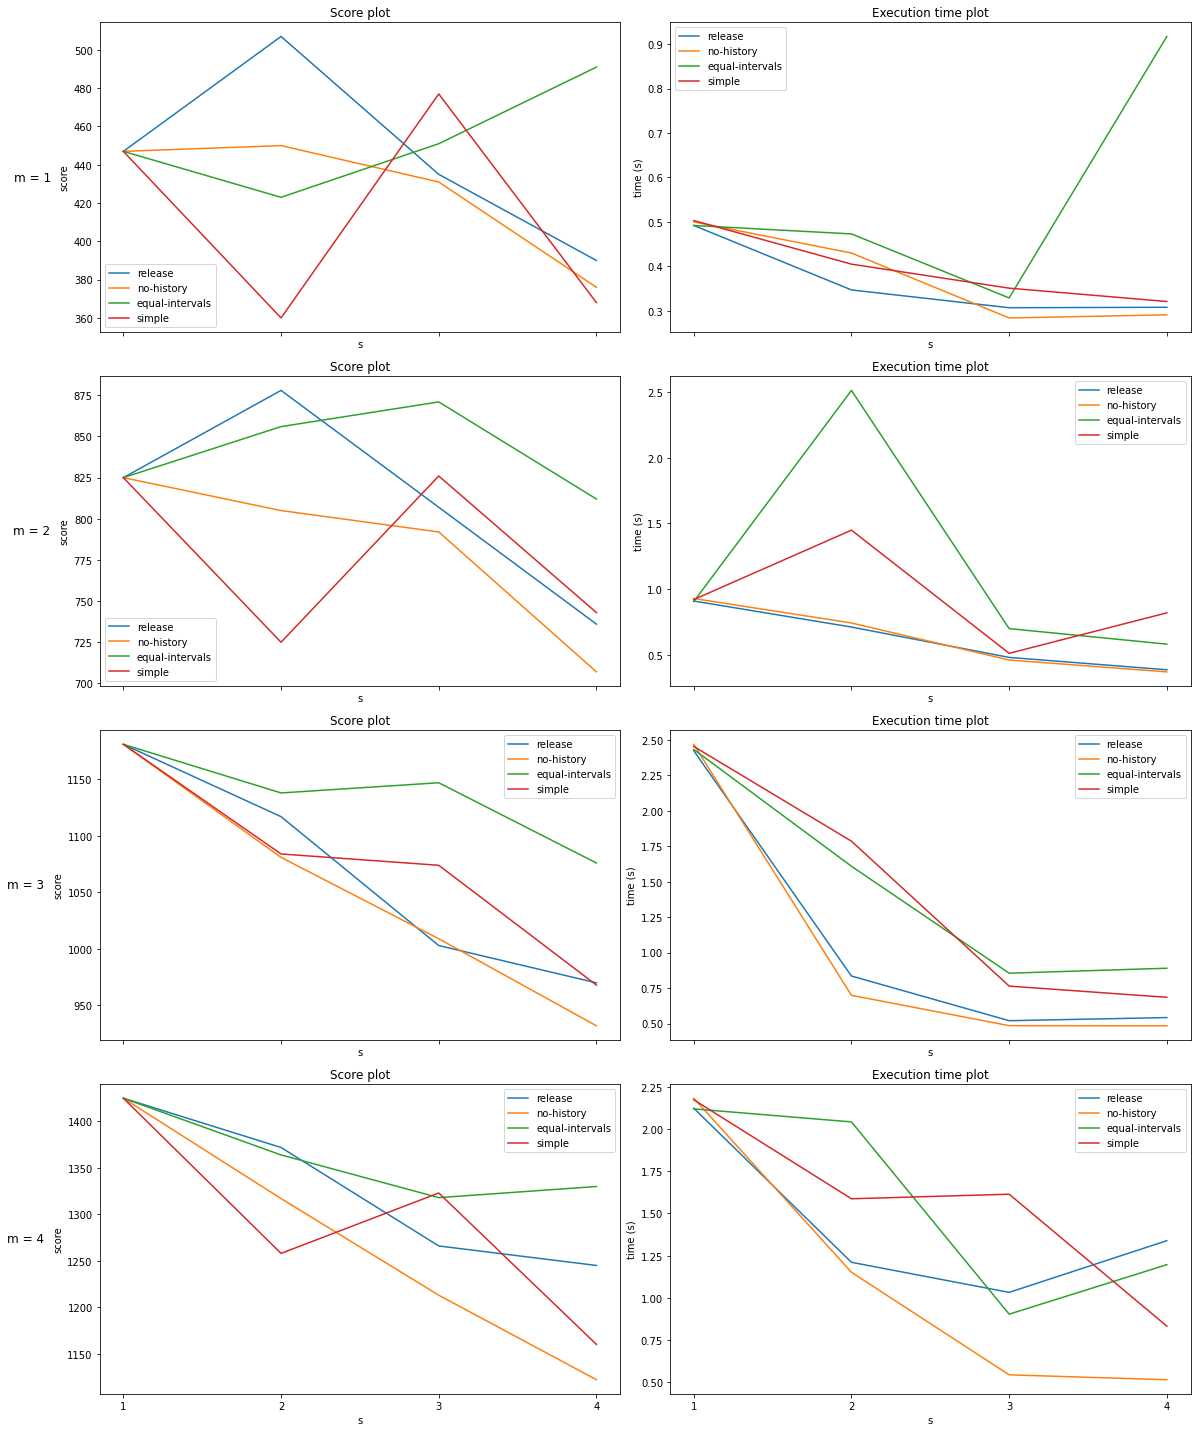 Score plot
500
480
460
440
420
400
380
360
score
s
m = 1
release
no-history
equal-intervals
simple
Execution time plot
0.9
0.8
0.7
0.6
0.5
0.4
0.3
time (s)
s
release
no-history
equal-intervals
simple
Score plot
875
850
825
800
775
750
725
700
score
s
m = 2
release
no-history
equal-intervals
simple
Execution time plot
2.5
2.0
1.5
1.0
0.5
time (s)
s
release
no-history
equal-intervals
simple
Score plot
1150
1100
1050
1000
950
score
s
m = 3
release
no-history
equal-intervals
simple
Execution time plot
2.50
2.25
2.00
1.75
1.50
1.25
1.00
0.75
0.50
time (s)
s
release
no-history
equal-intervals
simple
Score plot
1400
1350
1300
1250
1200
1150
score
m = 4
release
no-history
equal-intervals
simple
1 2 3 4
s
Execution time plot
2.25
2.00
1.75
1.50
1.25
1.00
0.75
0.50
time (s)
release
no-history
equal-intervals
simple
1 2 3 4
s